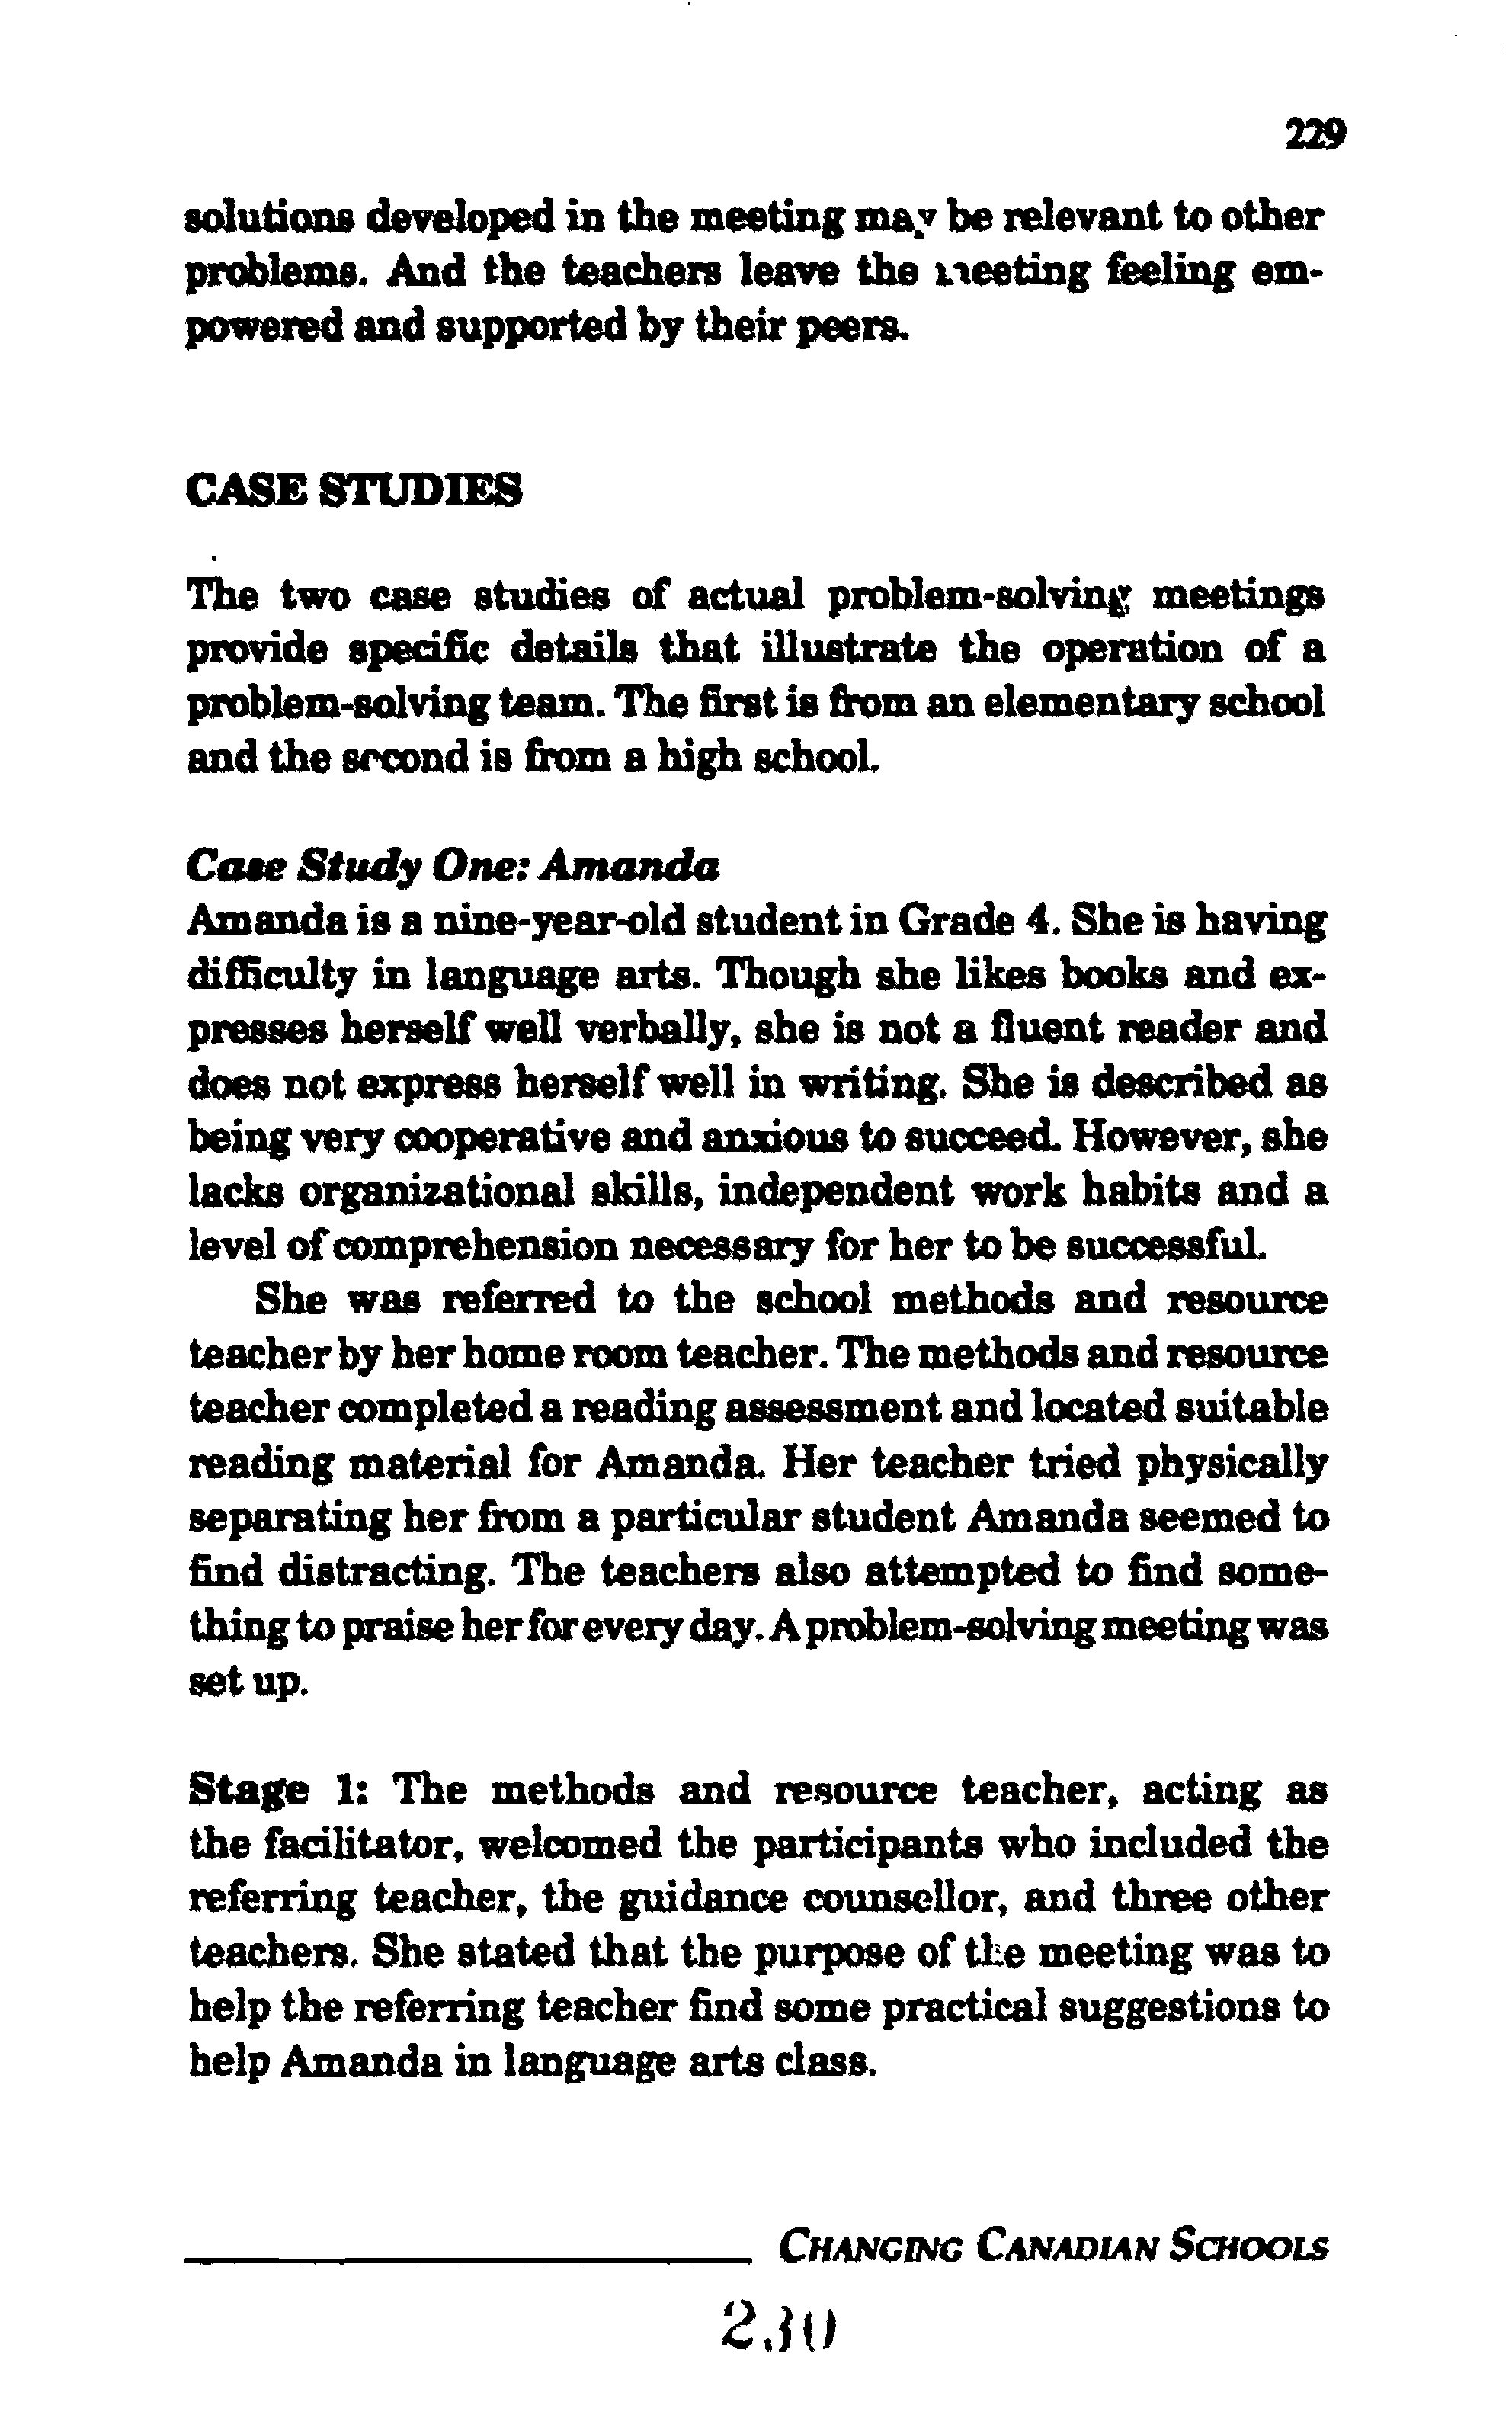 229
solutions developed in the meeting may be relevant to other
problems. And the teachers leave the meeting feeling em-
powered and supported by their peers.
CASE STUDIES
The two case studies of actual problem-solving meetings
provide specific details that illustrate the operation of a
problem-solving team. The first is from an elementary school
and the second is from a high school.
Case Study One: Amanda
Amanda is a nine-year-old student in Grade 4. She is having
difficulty in language arts. Though she likes books and ex-
presses herself well verbally, she is not a fluent reader and
does not express herself well in writing. She is described as
being very cooperative and anxious to succeed. However, she
lacks organizational skills, independent work habits and a
level of comprehension necessary for her to be successful.
She was referred to the school methods and resource
teacher by her home room teacher. The methods and resource
teacher completed a reading assessment and located suitable
reading material for Amanda. Her teacher tried physically
separating her from a particular student Amanda seemed to
find distracting. The teachers also attempted to find some-
thing to praise her for every day. A problem-solving meeting was
set up.
Stage 1: The methods and resource teacher, acting as
the facilitator, welcomed the participants who included the
referring teacher, the guidance counsellor, and three other
teachers. She stated that the purpose of the meeting was to
help the referring teacher find some practical suggestions to
help Amanda in language arts class.
CHANGING CANADIAN SCHOOLS
230